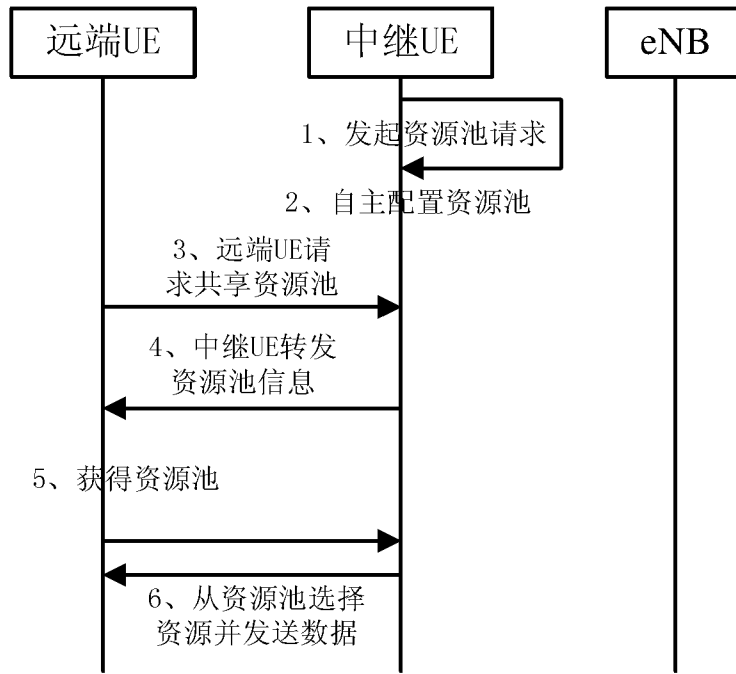 远端UE
中继UE
eNB
1、发起资源池请求
2、自主配置资源池
3、远端UE请
求共享资源池
4、中继UE转发
资源池信息
5、获得资源池
6、从资源池选择
资源并发送数据